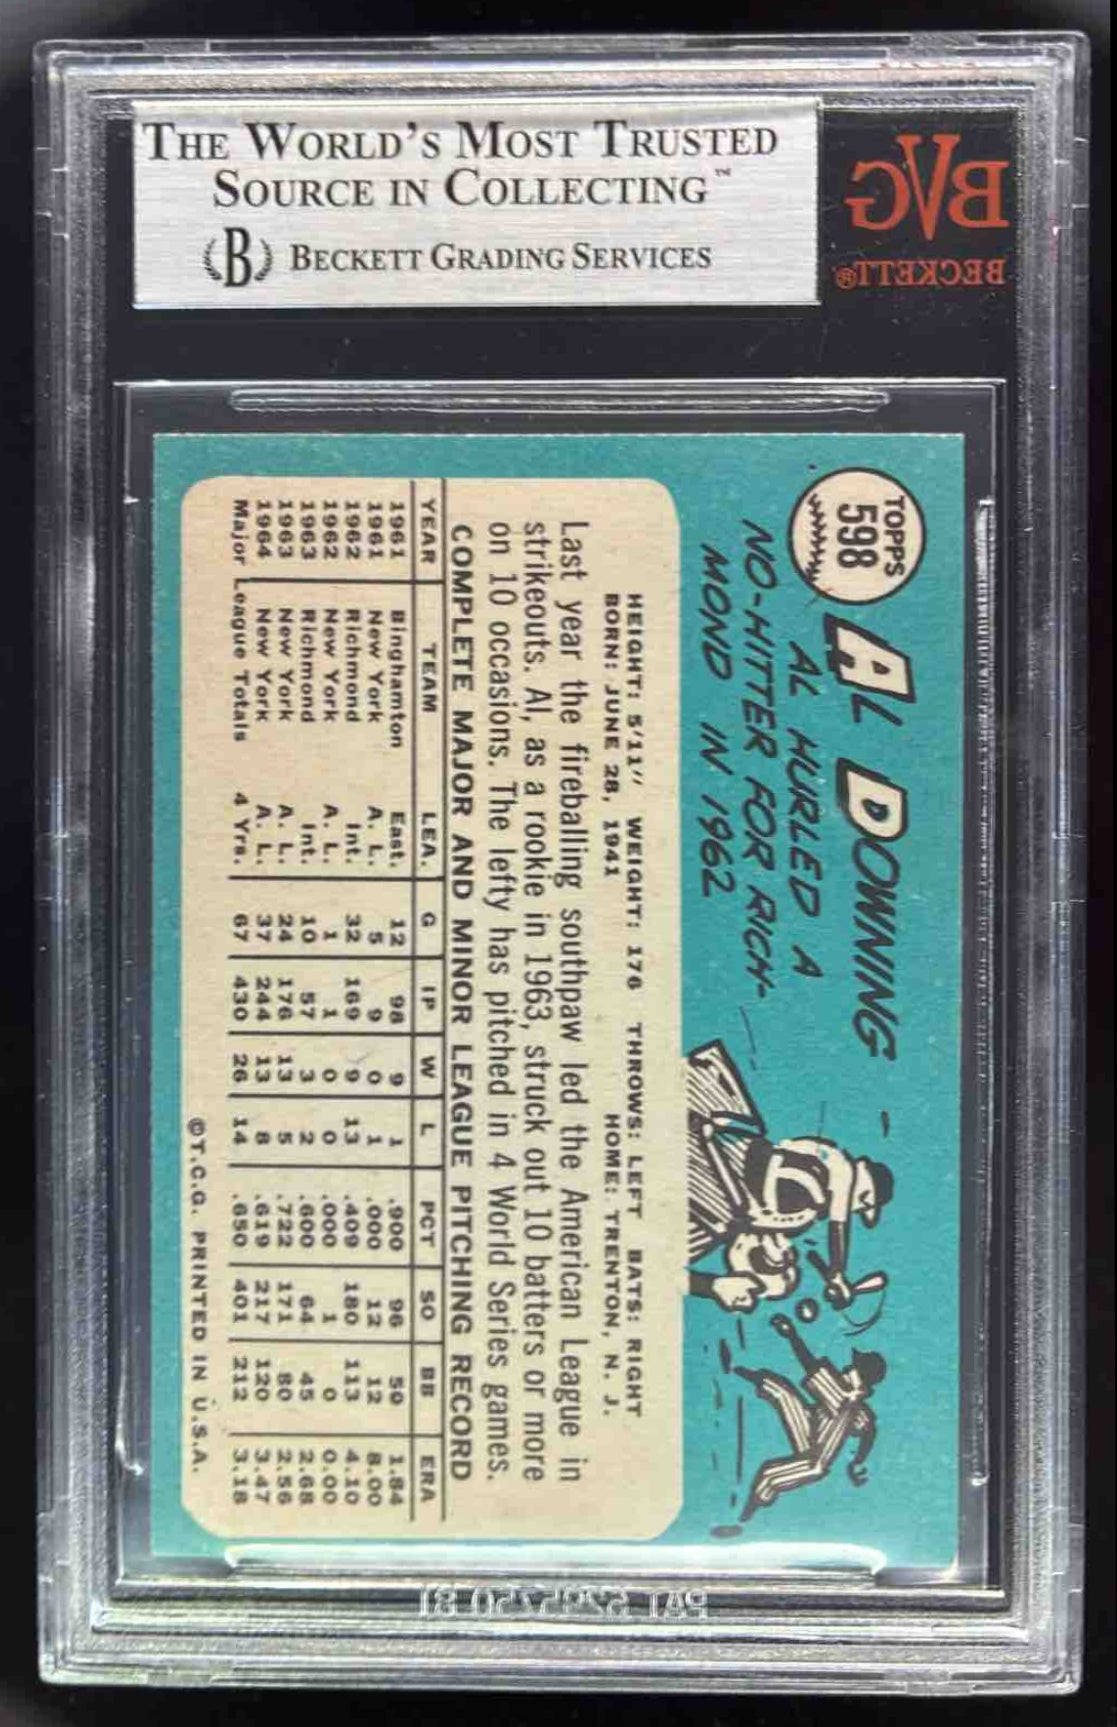 THE WORLD'S MOST TRUSTED
SOURCE IN COLLECTING™
B BECKETT GRADING SERVICES
BVG
BECKETT®
TOPPS
598
AL DOWNING
AL HURLED A
NO-HITTER FOR RICH-
MOND IN 1962
HEIGHT: 5'11" WEIGHT: 176 THROWS: LEFT BATS: RIGHT
BORN: JUNE 28, 1941 HOME: TRENTON, N. J.
Last year the fireballing southpaw led the American League in
strikeouts. Al, as a rookie in 1963, struck out 10 batters or more
on 10 occasions. The lefty has pitched in 4 World Series games.
COMPLETE MAJOR AND MINOR LEAGUE PITCHING RECORD
YEAR TEAM LEA. G IP W L PCT SO BB ERA
1961 Binghamton East. 12 98 9 1 .900 96 50 1.84
1961 New York A. L. 5 9 0 1 .000 12 12 8.00
1962 Richmond Int. 32 169 9 13 .409 180 113 4.10
1962 New York A. L. 1 1 0 0 .000 1 0 0.00
1963 Richmond Int. 10 57 3 2 .600 64 45 2.68
1963 New York A. L. 24 176 13 5 .722 171 80 2.56
1964 New York A. L. 37 244 13 8 .619 217 120 3.47
Major League Totals 4 Yrs. 67 430 26 14 .650 401 212 3.18
©T.C.G. PRINTED IN U.S.A.